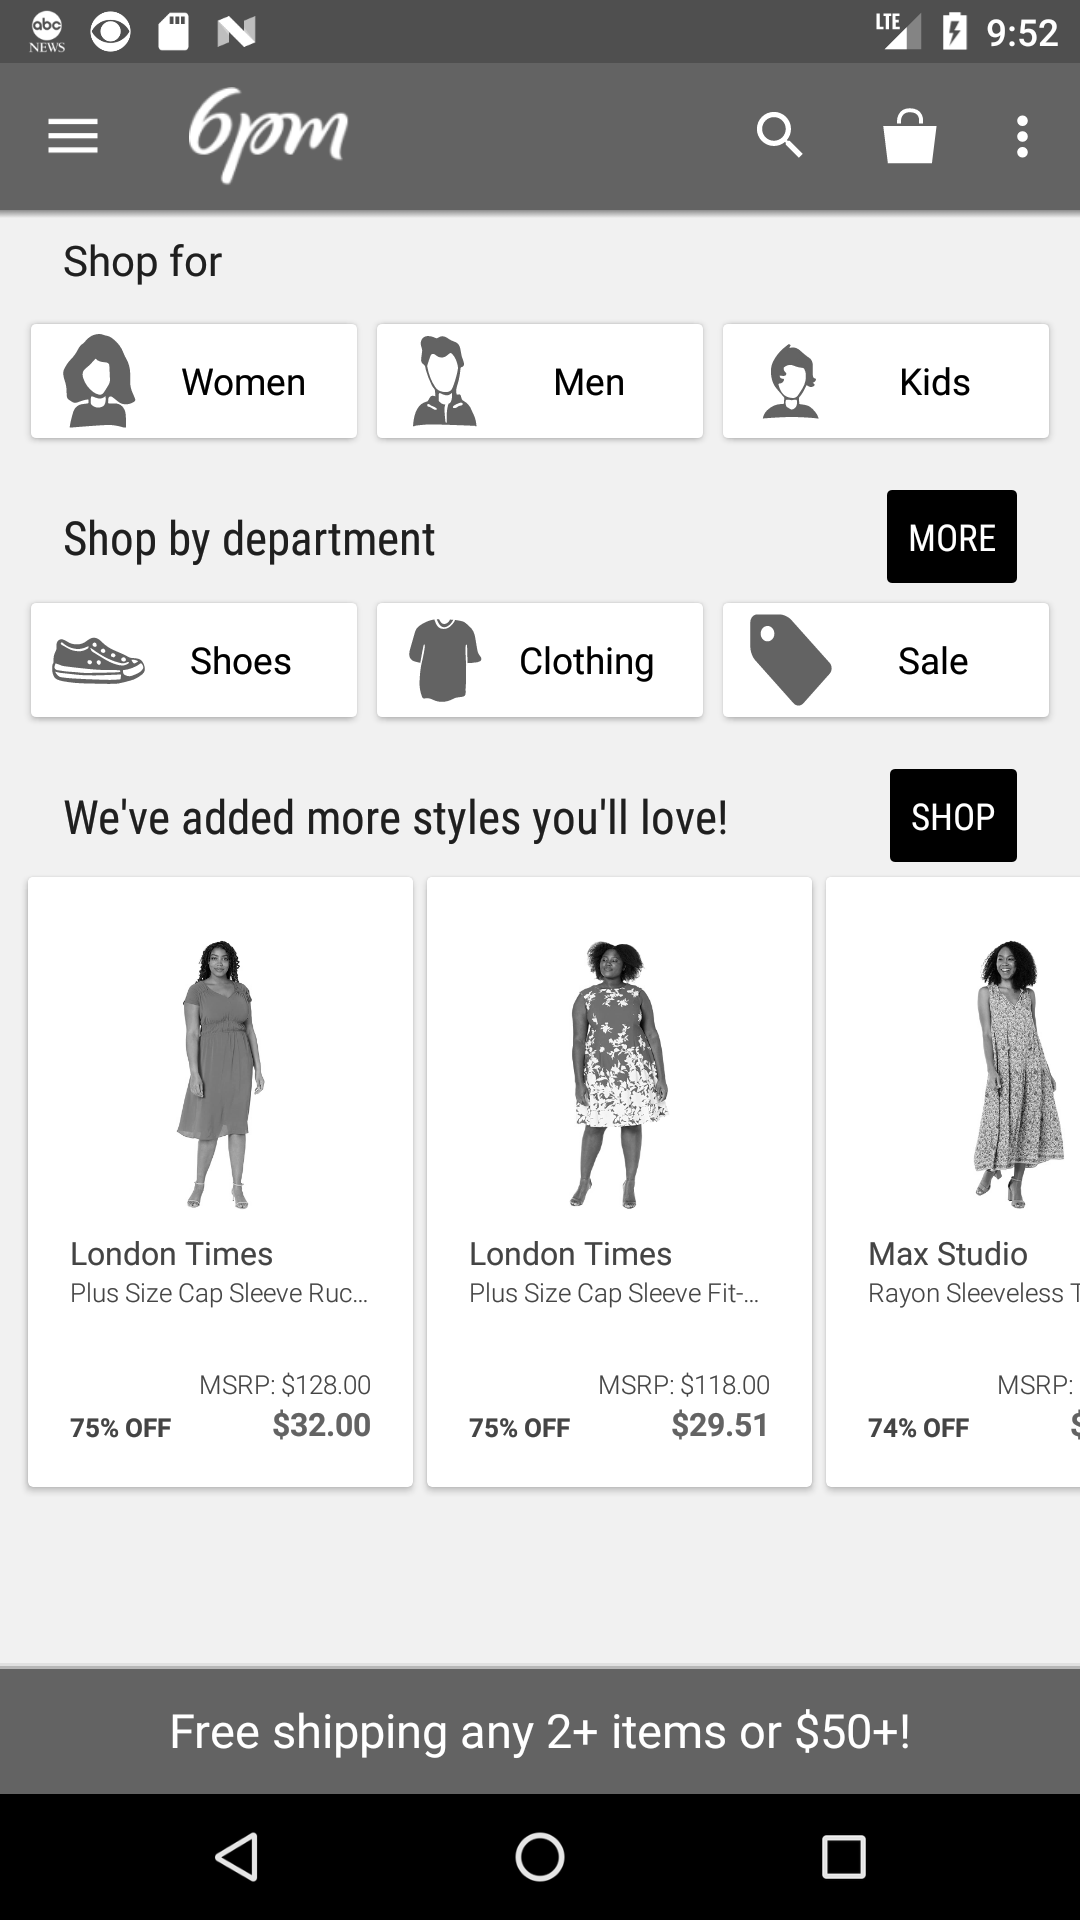 abc
NEWS
LTE
9:52
6pm
Shop for
Women
Men
Kids
Shop by department
MORE
Shoes
Clothing
Sale
We've added more styles you'll love!
SHOP
London Times
Plus Size Cap Sleeve Ruc...
MSRP: $128.00
75% OFF
$32.00
London Times
Plus Size Cap Sleeve Fit-...
MSRP: $118.00
75% OFF
$29.51
Max Studio
Rayon Sleeveless T
MSRP:
74% OFF
$
Free shipping any 2+ items or $50+!